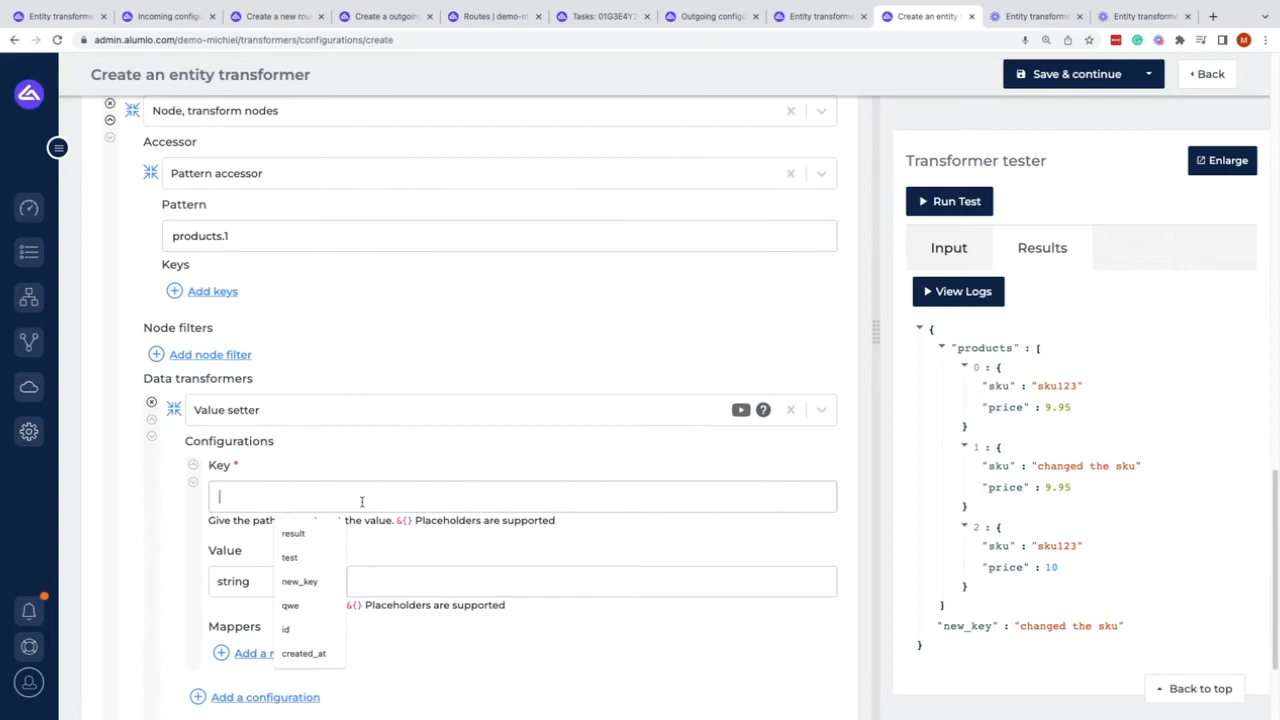 Entity transforme
Incoming configur
Create a new rout
Create a outgoing
Routes | demo-m
Tasks: 01G3E4Y
Outgoing configu
Entity transforme
Create an entity t
Entity transforme
Entity transforme
admin.alumio.com/demo-michiel/transformers/configurations/create
M
Create an entity transformer
Save & continue
Back
Node, transform nodes
Accessor
Pattern accessor
Pattern
products.1
Keys
Add keys
Node filters
Add node filter
Data transformers
Value setter
Configurations
Key *
Give the path
the value. &{} Placeholders are supported
result
test
new_key
qwe
id
created_at
Value
string
&{} Placeholders are supported
Mappers
Add a m
Add a configuration
Transformer tester
Enlarge
Run Test
Input
Results
View Logs
{
"products" : [
0 : {
"sku" : "sku123"
"price" : 9.95
}
1 : {
"sku" : "changed the sku"
"price" : 9.95
}
2 : {
"sku" : "sku123"
"price" : 10
}
]
"new_key" : "changed the sku"
}
Back to top